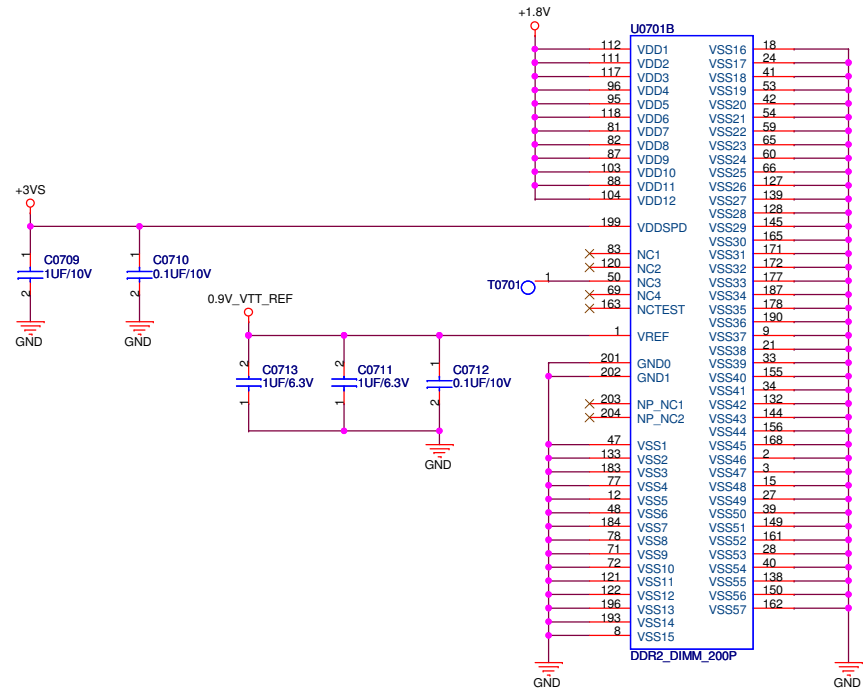 +1.8V
U0701B
112 VDD1 VSS16 18
111 VDD2 VSS17 24
117 VDD3 VSS18 41
96 VDD4 VSS19 53
95 VDD5 VSS20 42
118 VDD6 VSS21 54
81 VDD7 VSS22 59
82 VDD8 VSS23 65
87 VDD9 VSS24 60
103 VDD10 VSS25 66
88 VDD11 VSS26 127
104 VDD12 VSS27 139
VSS28 128
+3VS
199 VDDSPD VSS29 145
VSS30 165
1 C0709 1UF/10V 2
1 C0710 0.1UF/10V 2
83 NC1 VSS31 171
120 NC2 VSS32 172
T0701 1 50 NC3 VSS33 177
69 NC4 VSS34 187
163 NCTEST VSS35 178
VSS36 190
GND
GND
0.9V_VTT_REF
1 VREF VSS37 9
VSS38 21
201 GND0 VSS39 33
202 GND1 VSS40 155
VSS41 34
2 C0713 1UF/6.3V 1
2 C0711 1UF/6.3V 1
1 C0712 0.1UF/10V 2
203 NP_NC1 VSS42 132
204 NP_NC2 VSS43 144
VSS44 156
47 VSS1 VSS45 168
133 VSS2 VSS46 2
183 VSS3 VSS47 3
77 VSS4 VSS48 15
12 VSS5 VSS49 27
48 VSS6 VSS50 39
184 VSS7 VSS51 149
78 VSS8 VSS52 161
71 VSS9 VSS53 28
72 VSS10 VSS54 40
121 VSS11 VSS55 138
122 VSS12 VSS56 150
196 VSS13 VSS57 162
193 VSS14
8 VSS15
GND
DDR2_DIMM_200P
GND
GND